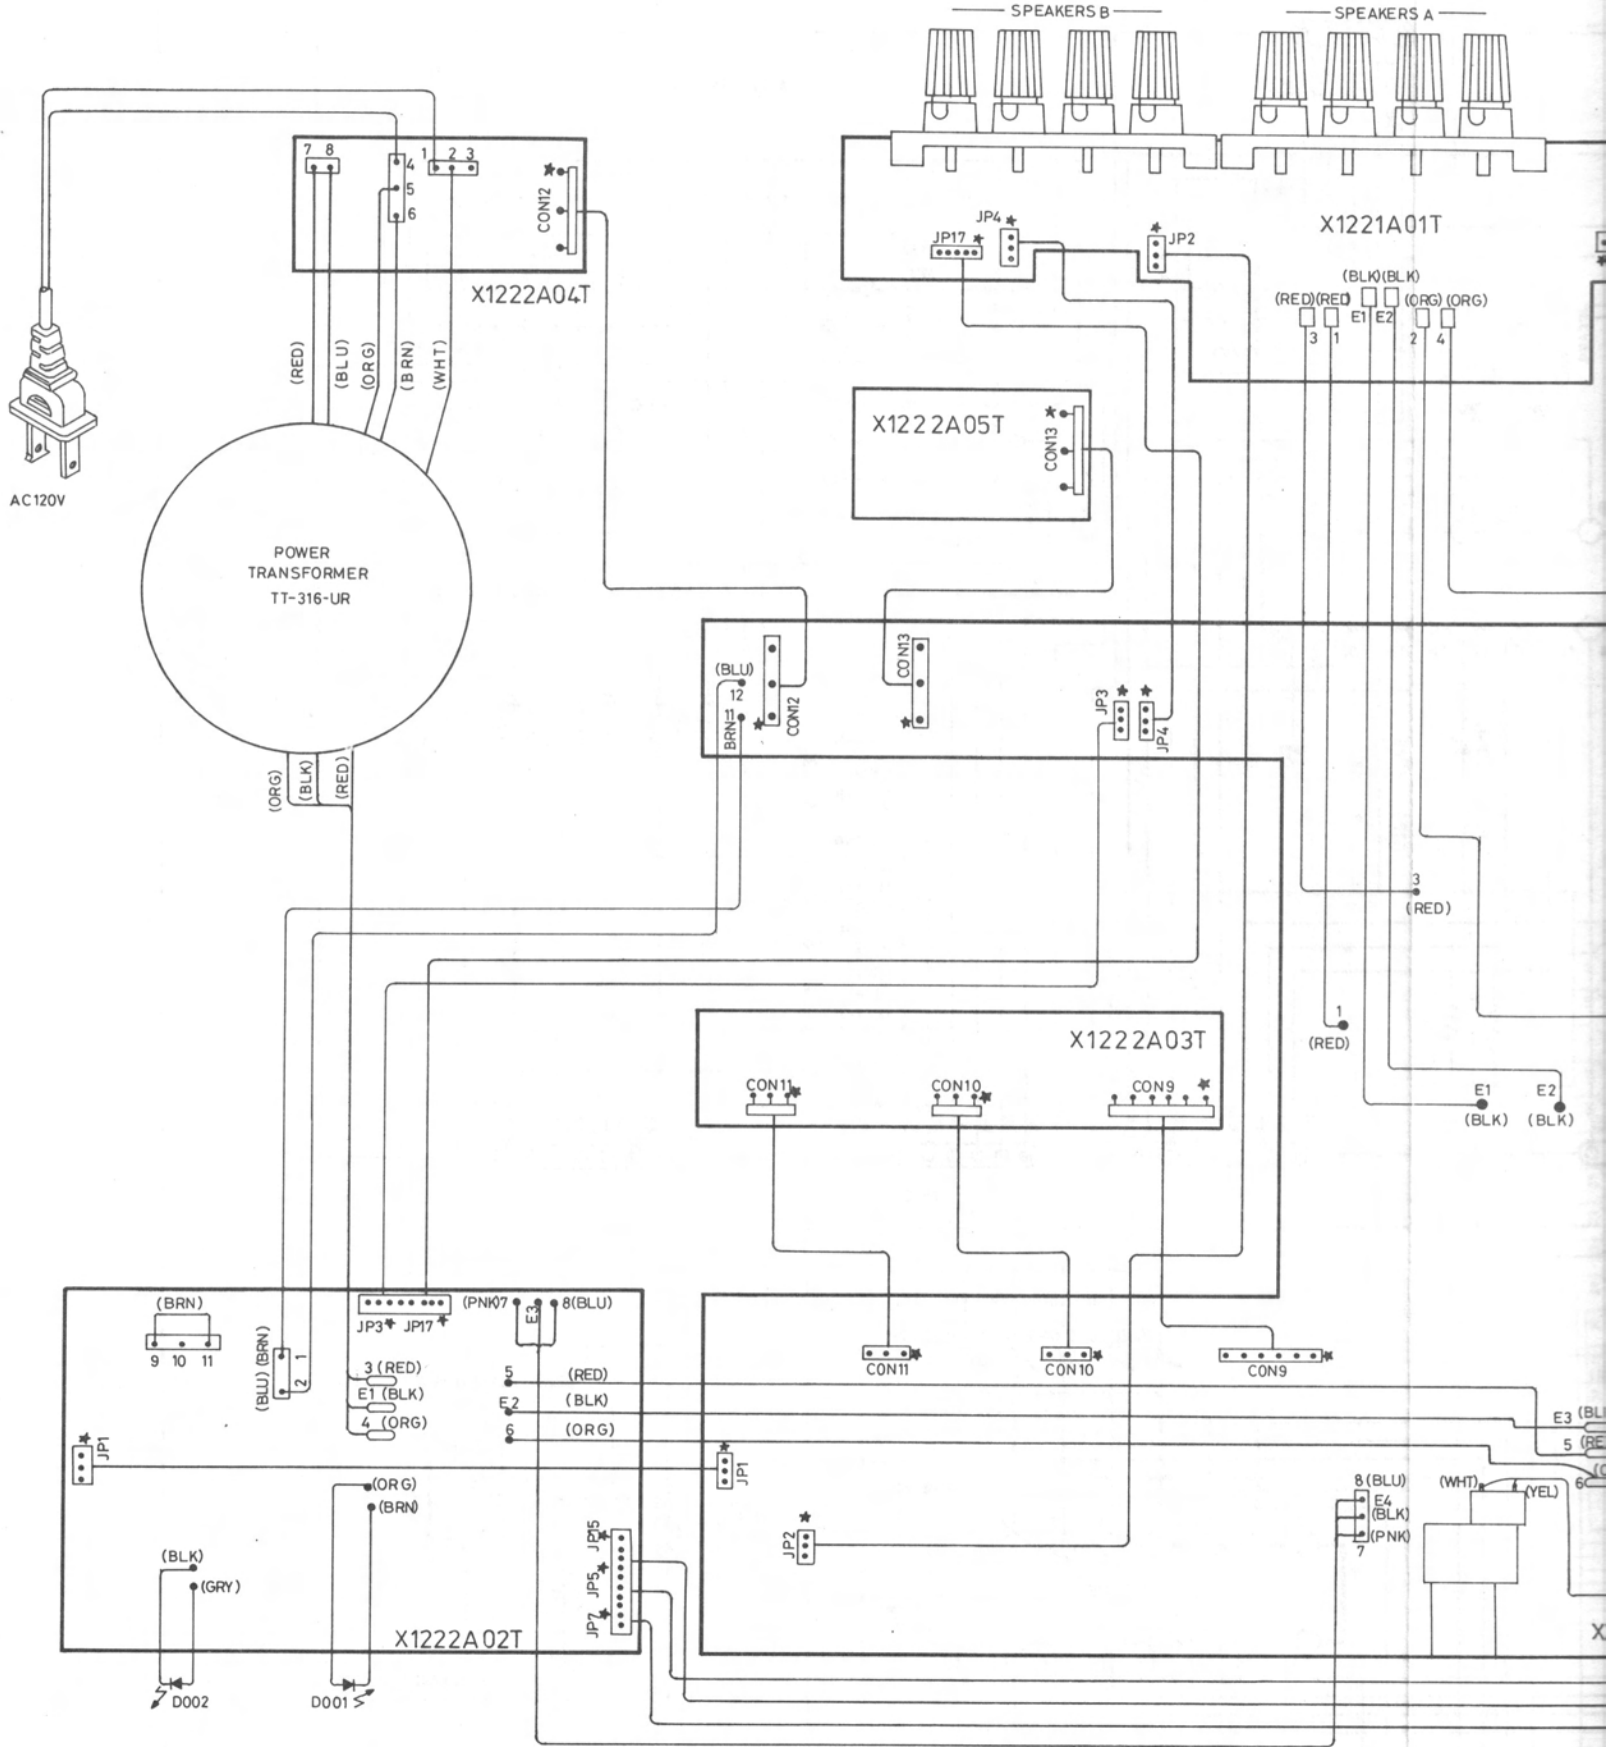 SPEAKERS B
SPEAKERS A
7 8
1 2 3
4
5
6
CON12
X1222A04T
(RED)
(BLU)
(ORG)
(BRN)
(WHT)
AC120V
POWER
TRANSFORMER
TT-316-UR
(ORG)
(BLK)
(RED)
JP17
JP4
JP2
X1221A01T
(BLK)(BLK)
(RED)(RED)
E1 E2
(ORG)(ORG)
3 1
2 4
X1222A05T
CON13
(BLU)
12
11
BRN
CON12
CON13
JP3
JP4
3
(RED)
1
(RED)
E1
(BLK)
E2
(BLK)
X1222A03T
CON11
CON10
CON9
(BRN)
9 10 11
(BLU)(BRN)
1
2
JP3 JP17
(PNK)7
E3
8(BLU)
3 (RED)
E1 (BLK)
4 (ORG)
5 (RED)
E2 (BLK)
6 (ORG)
JP1
(ORG)
(BRN)
(BLK)
(GRY)
JP15
JP5
JP7
X1222A02T
D002
D001
CON11
CON10
CON9
JP1
JP2
8(BLU)
E4
(BLK)
(PNK)
7
(WHT)
(YEL)
E3
5
6